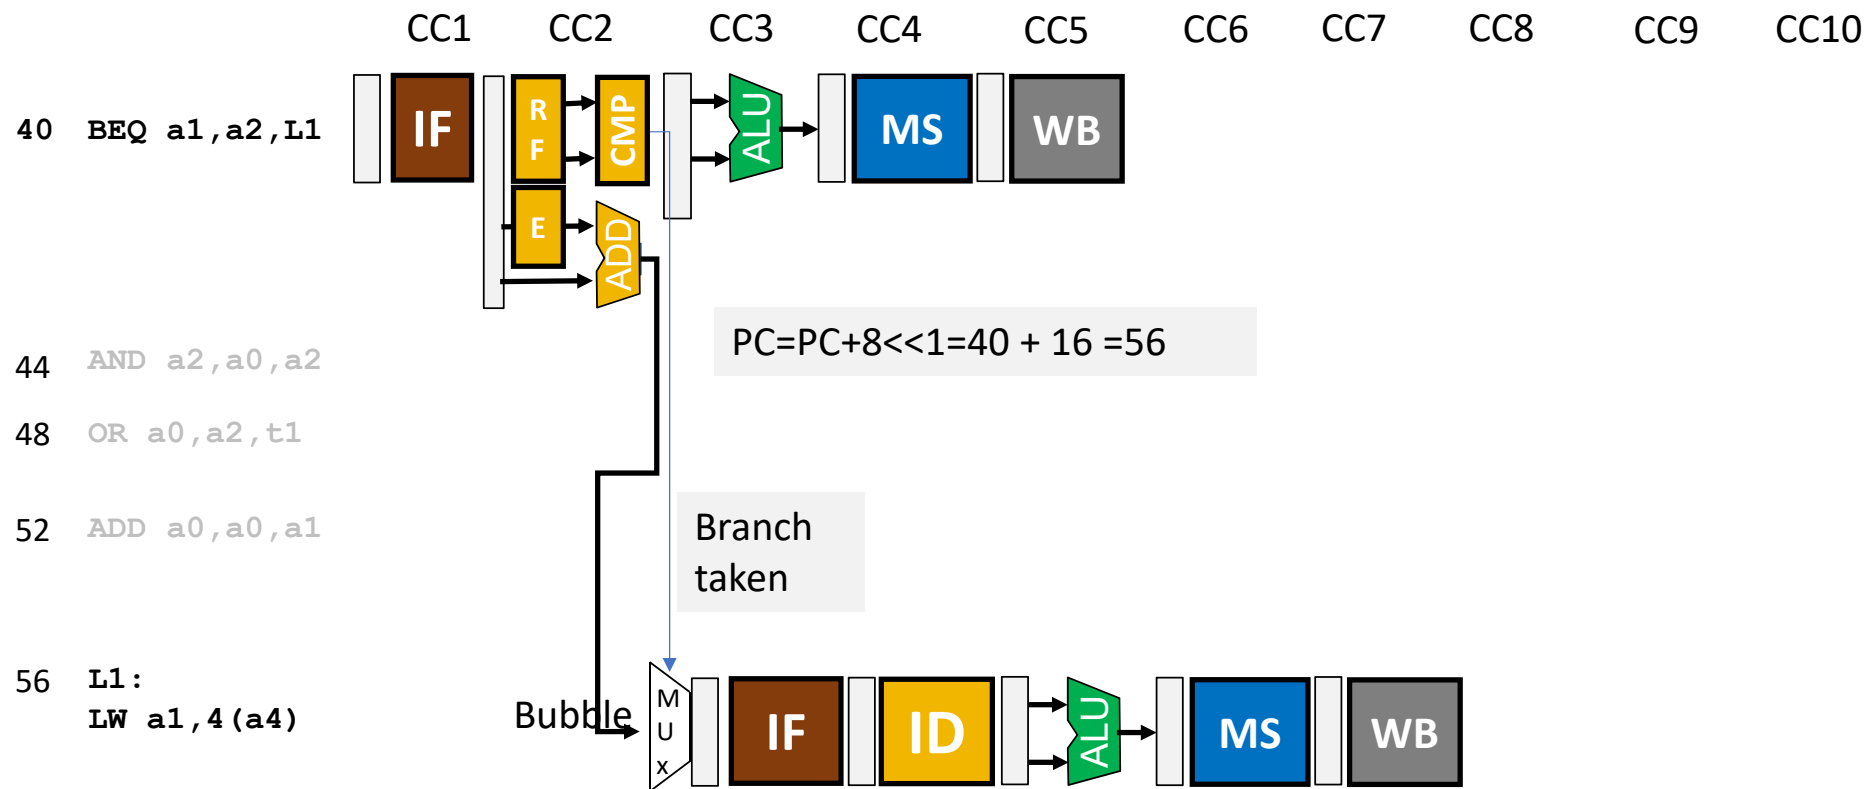 CC1 CC2 CC3 CC4 CC5 CC6 CC7 CC8 CC9 CC10
40 BEQ a1,a2,L1 IF R F CMP ALU MS WB
E ADD
PC=PC+8<<1=40 + 16 =56
44 AND a2,a0,a2
48 OR a0,a2,t1
52 ADD a0,a0,a1
Branch
taken
56 L1:
LW a1,4(a4) Bubble M U x IF ID ALU MS WB